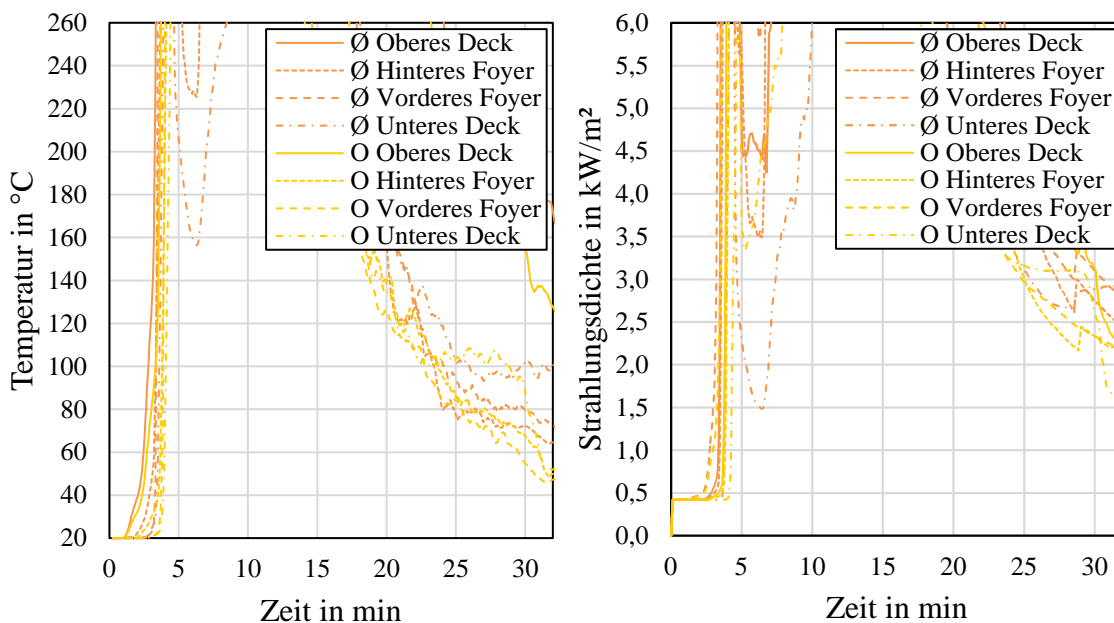 Temperatur in °C
260
240
220
200
180
160
140
120
100
80
60
40
20
0
5
10
15
20
25
30
Zeit in min
Ø Oberes Deck
Ø Hinteres Foyer
Ø Vorderes Foyer
Ø Unteres Deck
O Oberes Deck
O Hinteres Foyer
O Vorderes Foyer
O Unteres Deck
Strahlungsdichte in kW/m²
6,0
5,5
5,0
4,5
4,0
3,5
3,0
2,5
2,0
1,5
1,0
0,5
0,0
0
5
10
15
20
25
30
Zeit in min
Ø Oberes Deck
Ø Hinteres Foyer
Ø Vorderes Foyer
Ø Unteres Deck
O Oberes Deck
O Hinteres Foyer
O Vorderes Foyer
O Unteres Deck